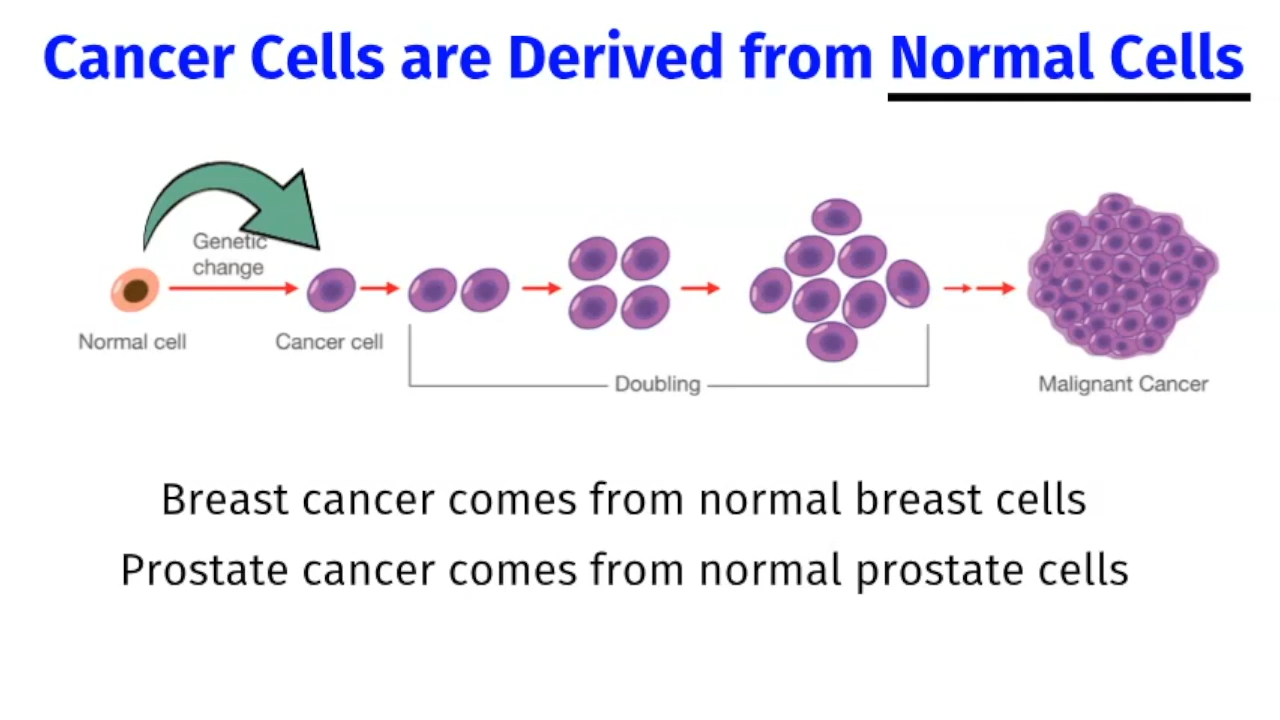 Cancer Cells are Derived from Normal Cells
Genetic
change
Normal cell
Cancer cell
Doubling
Malignant Cancer
Breast cancer comes from normal breast cells
Prostate cancer comes from normal prostate cells